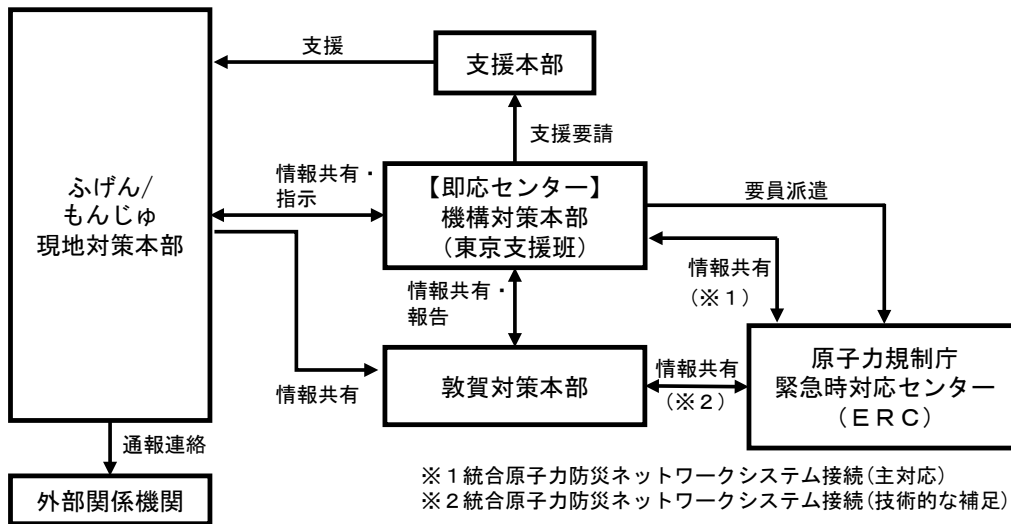 支援
支援本部
支援要請
ふげん/
もんじゅ
現地対策本部
情報共有・
指示
【即応センター】
機構対策本部
(東京支援班)
要員派遣
情報共有
(※1)
情報共有・
報告
情報共有
敦賀対策本部
情報共有
(※2)
原子力規制庁
緊急時対応センター
(ERC)
通報連絡
外部関係機関
※1統合原子力防災ネットワークシステム接続(主対応)
※2統合原子力防災ネットワークシステム接続(技術的な補足)